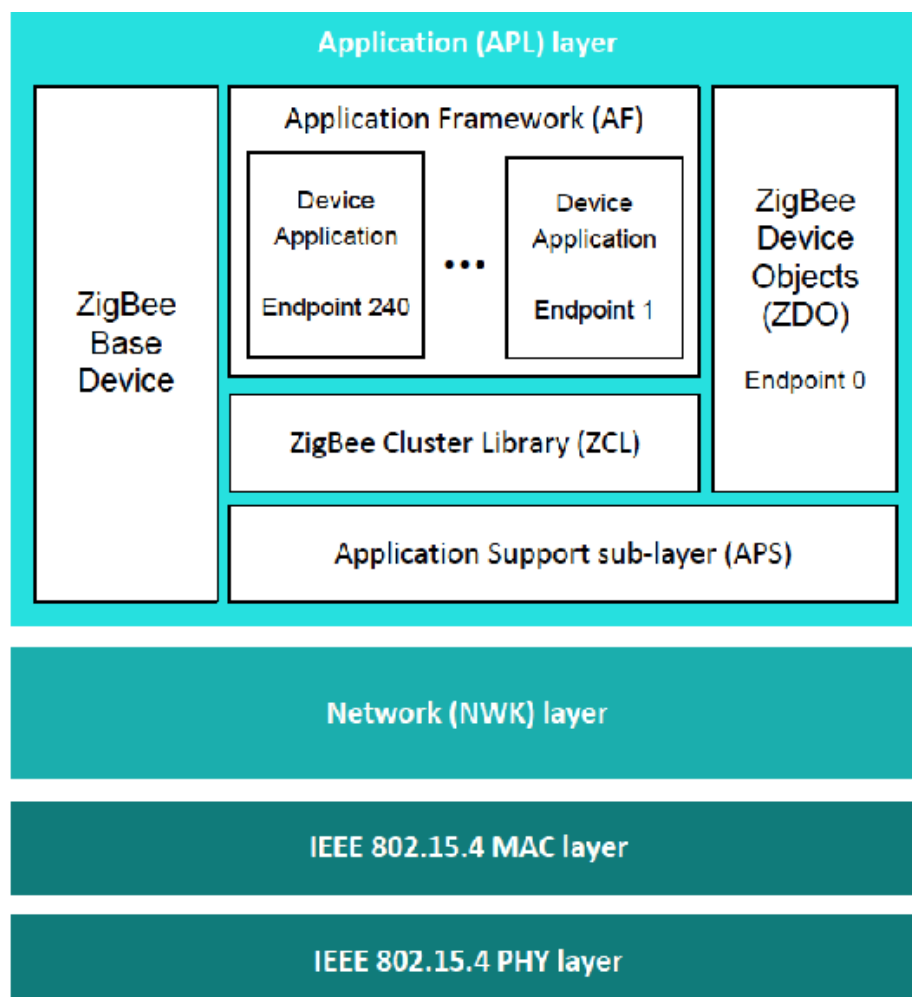 Application (APL) layer
ZigBee
Base
Device
Application Framework (AF)
Device
Application
Endpoint 240
...
Device
Application
Endpoint 1
ZigBee
Device
Objects
(ZDO)
Endpoint 0
ZigBee Cluster Library (ZCL)
Application Support sub-layer (APS)
Network (NWK) layer
IEEE 802.15.4 MAC layer
IEEE 802.15.4 PHY layer